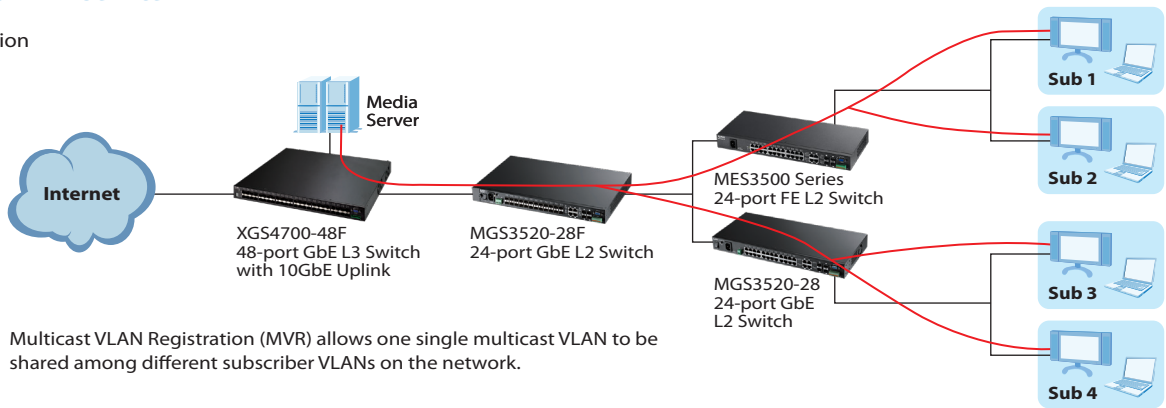 ion
Media
Server
Internet
XGS4700-48F
48-port GbE L3 Switch
with 10GbE Uplink
MGS3520-28F
24-port GbE L2 Switch
MES3500 Series
24-port FE L2 Switch
MGS3520-28
24-port GbE
L2 Switch
Sub 1
Sub 2
Sub 3
Sub 4
Multicast VLAN Registration (MVR) allows one single multicast VLAN to be
shared among different subscriber VLANs on the network.